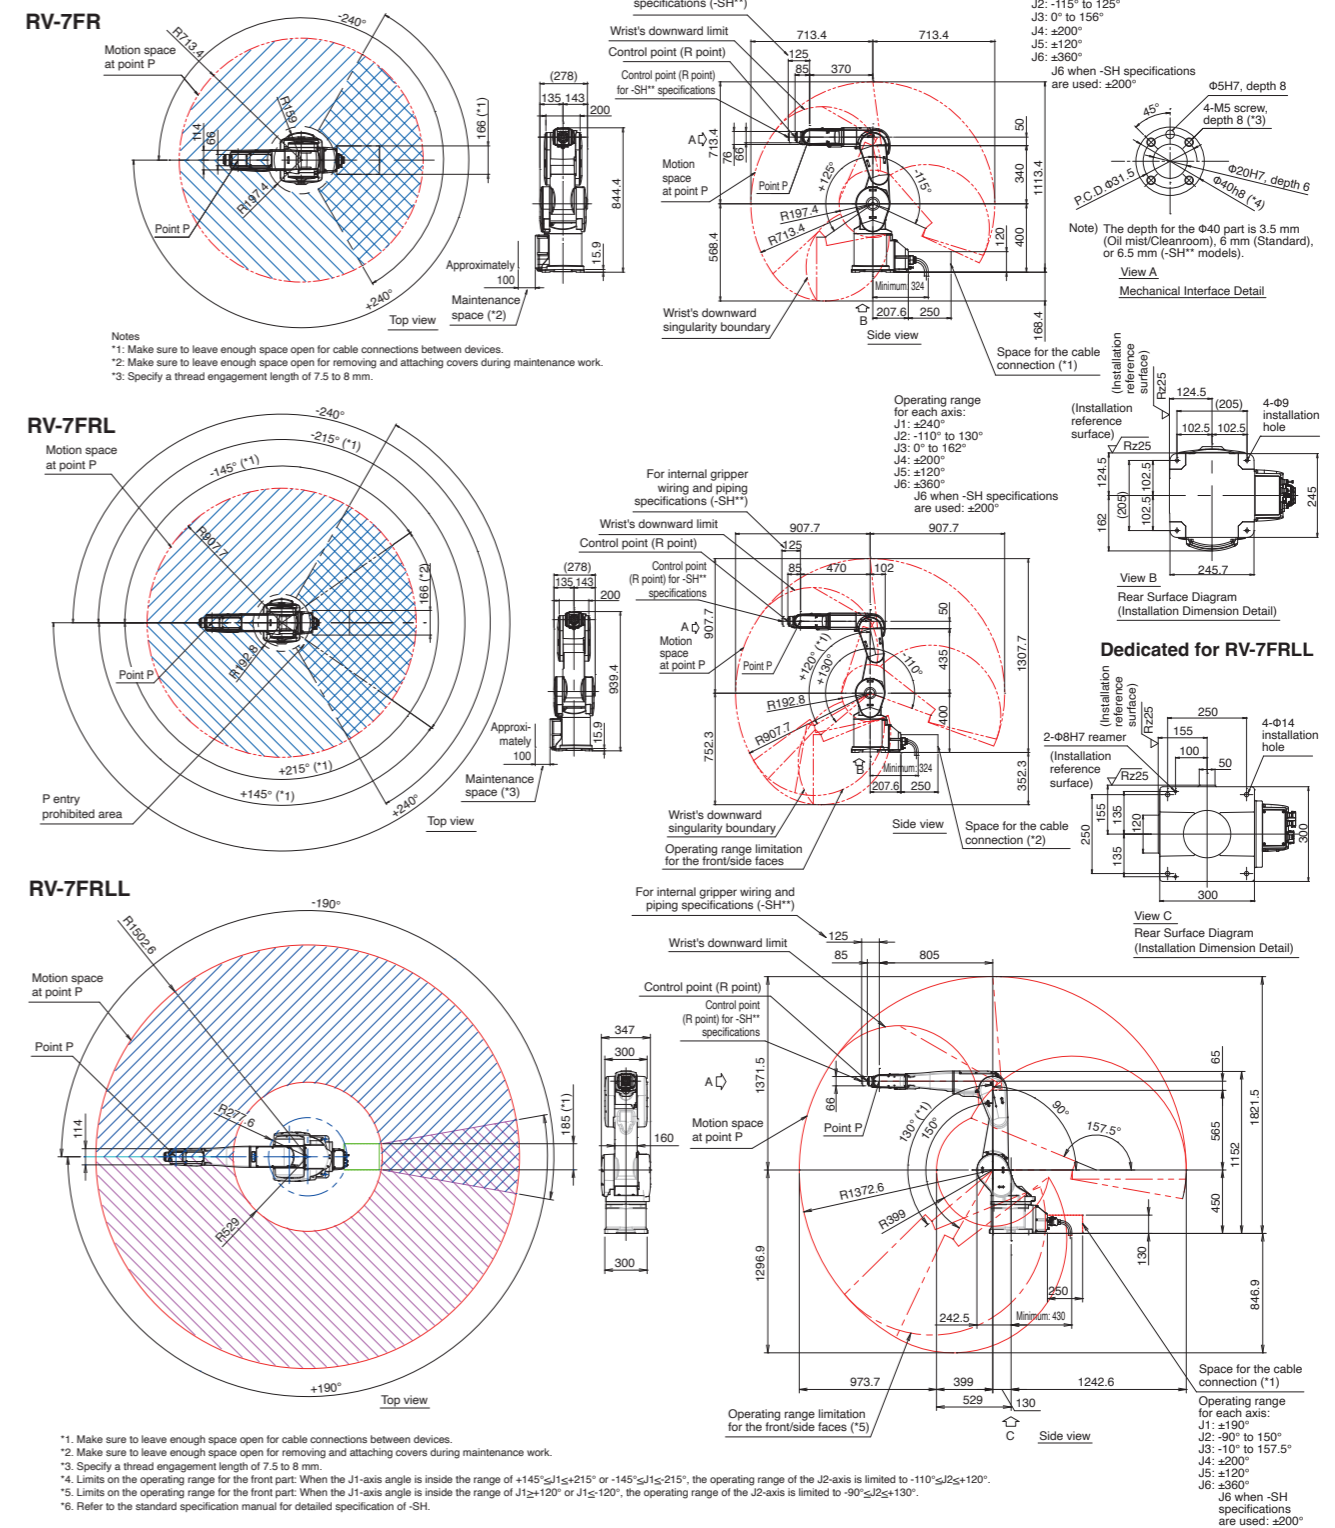 RV-7FR
-240°
R713.4
Motion space
at point P
R159
114
66
166 (*1)
R197.4
Point P
+240°
Top view
(278)
135 143
200
844.4
15.9
Approximately
100
Maintenance
space (*2)
specifications (-SH**)
Wrist's downward limit
Control point (R point)
Control point (R point)
for -SH** specifications
713.4
713.4
125
85
370
A
713.4
76
66
Motion
space
at point P
Point P
+125°
-115°
R197.4
R713.4
568.4
50
340
1113.4
120
400
Minimum: 324
207.6
250
168.4
B
Side view
Wrist's downward
singularity boundary
Space for the cable
connection (*1)
J2: -115° to 125°
J3: 0° to 156°
J4: ±200°
J5: ±120°
J6: ±360°
J6 when -SH specifications
are used: ±200°
Φ5H7, depth 8
45°
4-M5 screw,
depth 8 (*3)
P.C.D.Φ31.5
Φ20H7, depth 6
Φ40h8 (*4)
Note) The depth for the Φ40 part is 3.5 mm
(Oil mist/Cleanroom), 6 mm (Standard),
or 6.5 mm (-SH** models).
View A
Mechanical Interface Detail
Notes
*1: Make sure to leave enough space open for cable connections between devices.
*2: Make sure to leave enough space open for removing and attaching covers during maintenance work.
*3: Specify a thread engagement length of 7.5 to 8 mm.
RV-7FRL
-240°
-215° (*1)
-145° (*1)
Motion space
at point P
R907.7
166 (*2)
R192.8
Point P
+215° (*1)
+145° (*1)
+240°
P entry
prohibited area
Top view
(278)
135 143
200
939.4
15.9
Approxi-
mately
100
Maintenance
space (*3)
Operating range
for each axis:
J1: ±240°
J2: -110° to 130°
J3: 0° to 162°
J4: ±200°
J5: ±120°
J6: ±360°
J6 when -SH specifications
are used: ±200°
For internal gripper
wiring and piping
specifications (-SH**)
Wrist's downward limit
Control point (R point)
Control point
(R point) for -SH**
specifications
907.7
907.7
125
85
470
102
A
907.7
Motion
space
at point P
Point P
+120° (*1)
+130°
-110°
R192.8
R907.7
752.3
50
435
1307.7
400
Minimum: 324
207.6
250
352.3
B
Side view
Wrist's downward
singularity boundary
Operating range limitation
for the front/side faces
Space for the cable
connection (*2)
(Installation
reference
surface)
Rz25
124.5
(205)
102.5
102.5
4-Φ9
installation
hole
(Installation
reference
surface)
Rz25
124.5
162
(205)
102.5
102.5
245
245.7
View B
Rear Surface Diagram
(Installation Dimension Detail)
Dedicated for RV-7FRLL
(Installation
reference
surface)
Rz25
250
155
100
50
4-Φ14
installation
hole
2-Φ8H7 reamer
(Installation
reference
surface)
Rz25
250
155
135
120
135
300
300
View C
Rear Surface Diagram
(Installation Dimension Detail)
RV-7FRLL
-190°
R1502.6
Motion space
at point P
Point P
R277.6
114
185 (*1)
R529
+190°
Top view
347
300
160
300
For internal gripper wiring and
piping specifications (-SH**)
Wrist's downward limit
Control point (R point)
Control point
(R point) for -SH**
specifications
125
85
805
A
1371.5
66
Motion space
at point P
Point P
130° (*1)
150°
90°
157.5°
R1372.6
R399
1296.9
65
565
1152
1821.5
450
130
250
242.5
Minimum: 430
846.9
973.7
399
1242.6
529
130
C
Side view
Operating range limitation
for the front/side faces (*5)
Space for the cable
connection (*1)
Operating range
for each axis:
J1: ±190°
J2: -90° to 150°
J3: -10° to 157.5°
J4: ±200°
J5: ±120°
J6: ±360°
J6 when -SH
specifications
are used: ±200°
*1. Make sure to leave enough space open for cable connections between devices.
*2. Make sure to leave enough space open for removing and attaching covers during maintenance work.
*3. Specify a thread engagement length of 7.5 to 8 mm.
*4. Limits on the operating range for the front part: When the J1-axis angle is inside the range of +145°≤J1≤+215° or -145°≤J1≤-215°, the operating range of the J2-axis is limited to -110°≤J2≤+120°.
*5. Limits on the operating range for the front part: When the J1-axis angle is inside the range of J1≥+120° or J1≤-120°, the operating range of the J2-axis is limited to -90°≤J2≤+130°.
*6. Refer to the standard specification manual for detailed specification of -SH.